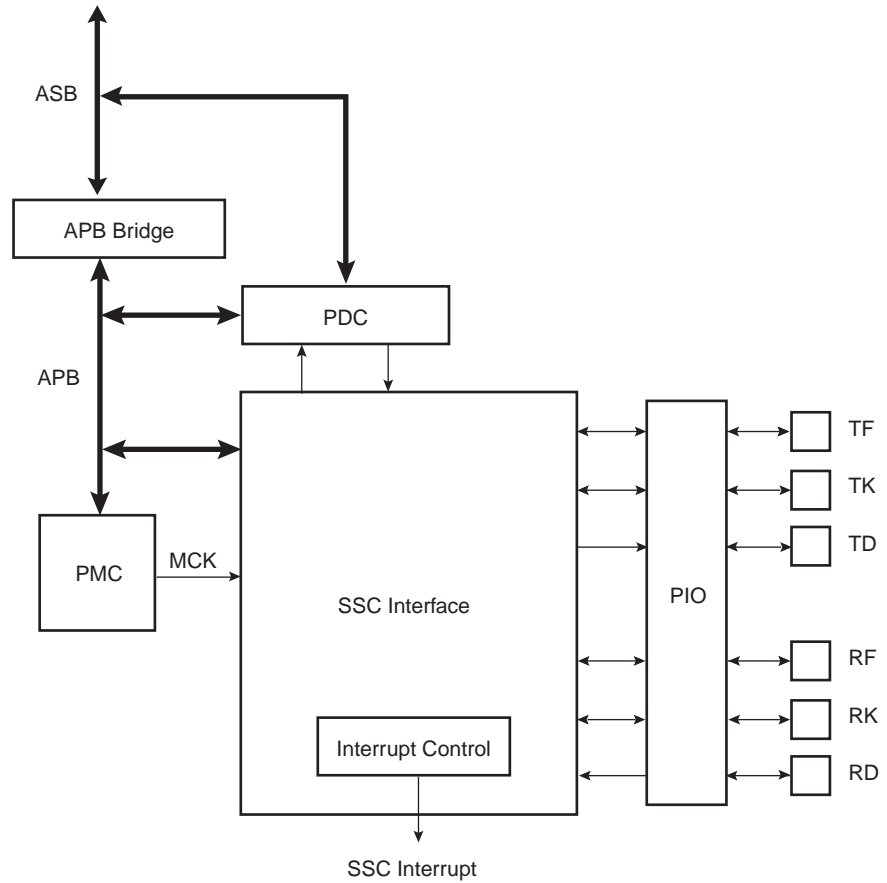 ASB
APB Bridge
PDC
APB
TF
TK
MCK
TD
PMC
PIO
SSC Interface
RF
RK
Interrupt Control
RD
SSC Interrupt